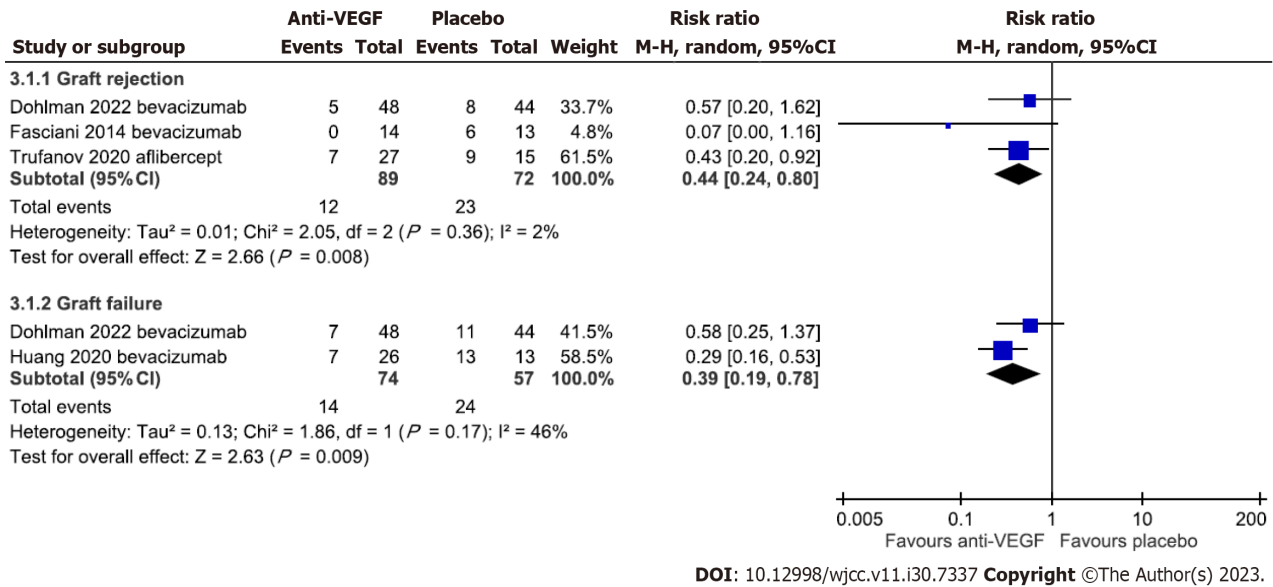 Anti-VEGF Placebo Risk ratio Risk ratio
Study or subgroup Events Total Events Total Weight M-H, random, 95%CI M-H, random, 95%CI
3.1.1 Graft rejection
Dohlman 2022 bevacizumab 5 48 8 44 33.7% 0.57 [0.20, 1.62]
Fasciani 2014 bevacizumab 0 14 6 13 4.8% 0.07 [0.00, 1.16]
Trufanov 2020 aflibercept 7 27 9 15 61.5% 0.43 [0.20, 0.92]
Subtotal (95%CI) 89 72 100.0% 0.44 [0.24, 0.80]
Total events 12 23
Heterogeneity: Tau² = 0.01; Chi² = 2.05, df = 2 (P = 0.36); I² = 2%
Test for overall effect: Z = 2.66 (P = 0.008)
3.1.2 Graft failure
Dohlman 2022 bevacizumab 7 48 11 44 41.5% 0.58 [0.25, 1.37]
Huang 2020 bevacizumab 7 26 13 13 58.5% 0.29 [0.16, 0.53]
Subtotal (95%CI) 74 57 100.0% 0.39 [0.19, 0.78]
Total events 14 24
Heterogeneity: Tau² = 0.13; Chi² = 1.86, df = 1 (P = 0.17); I² = 46%
Test for overall effect: Z = 2.63 (P = 0.009)
0.005 0.1 1 10 200
Favours anti-VEGF Favours placebo
DOI: 10.12998/wjcc.v11.i30.7337 Copyright ©The Author(s) 2023.